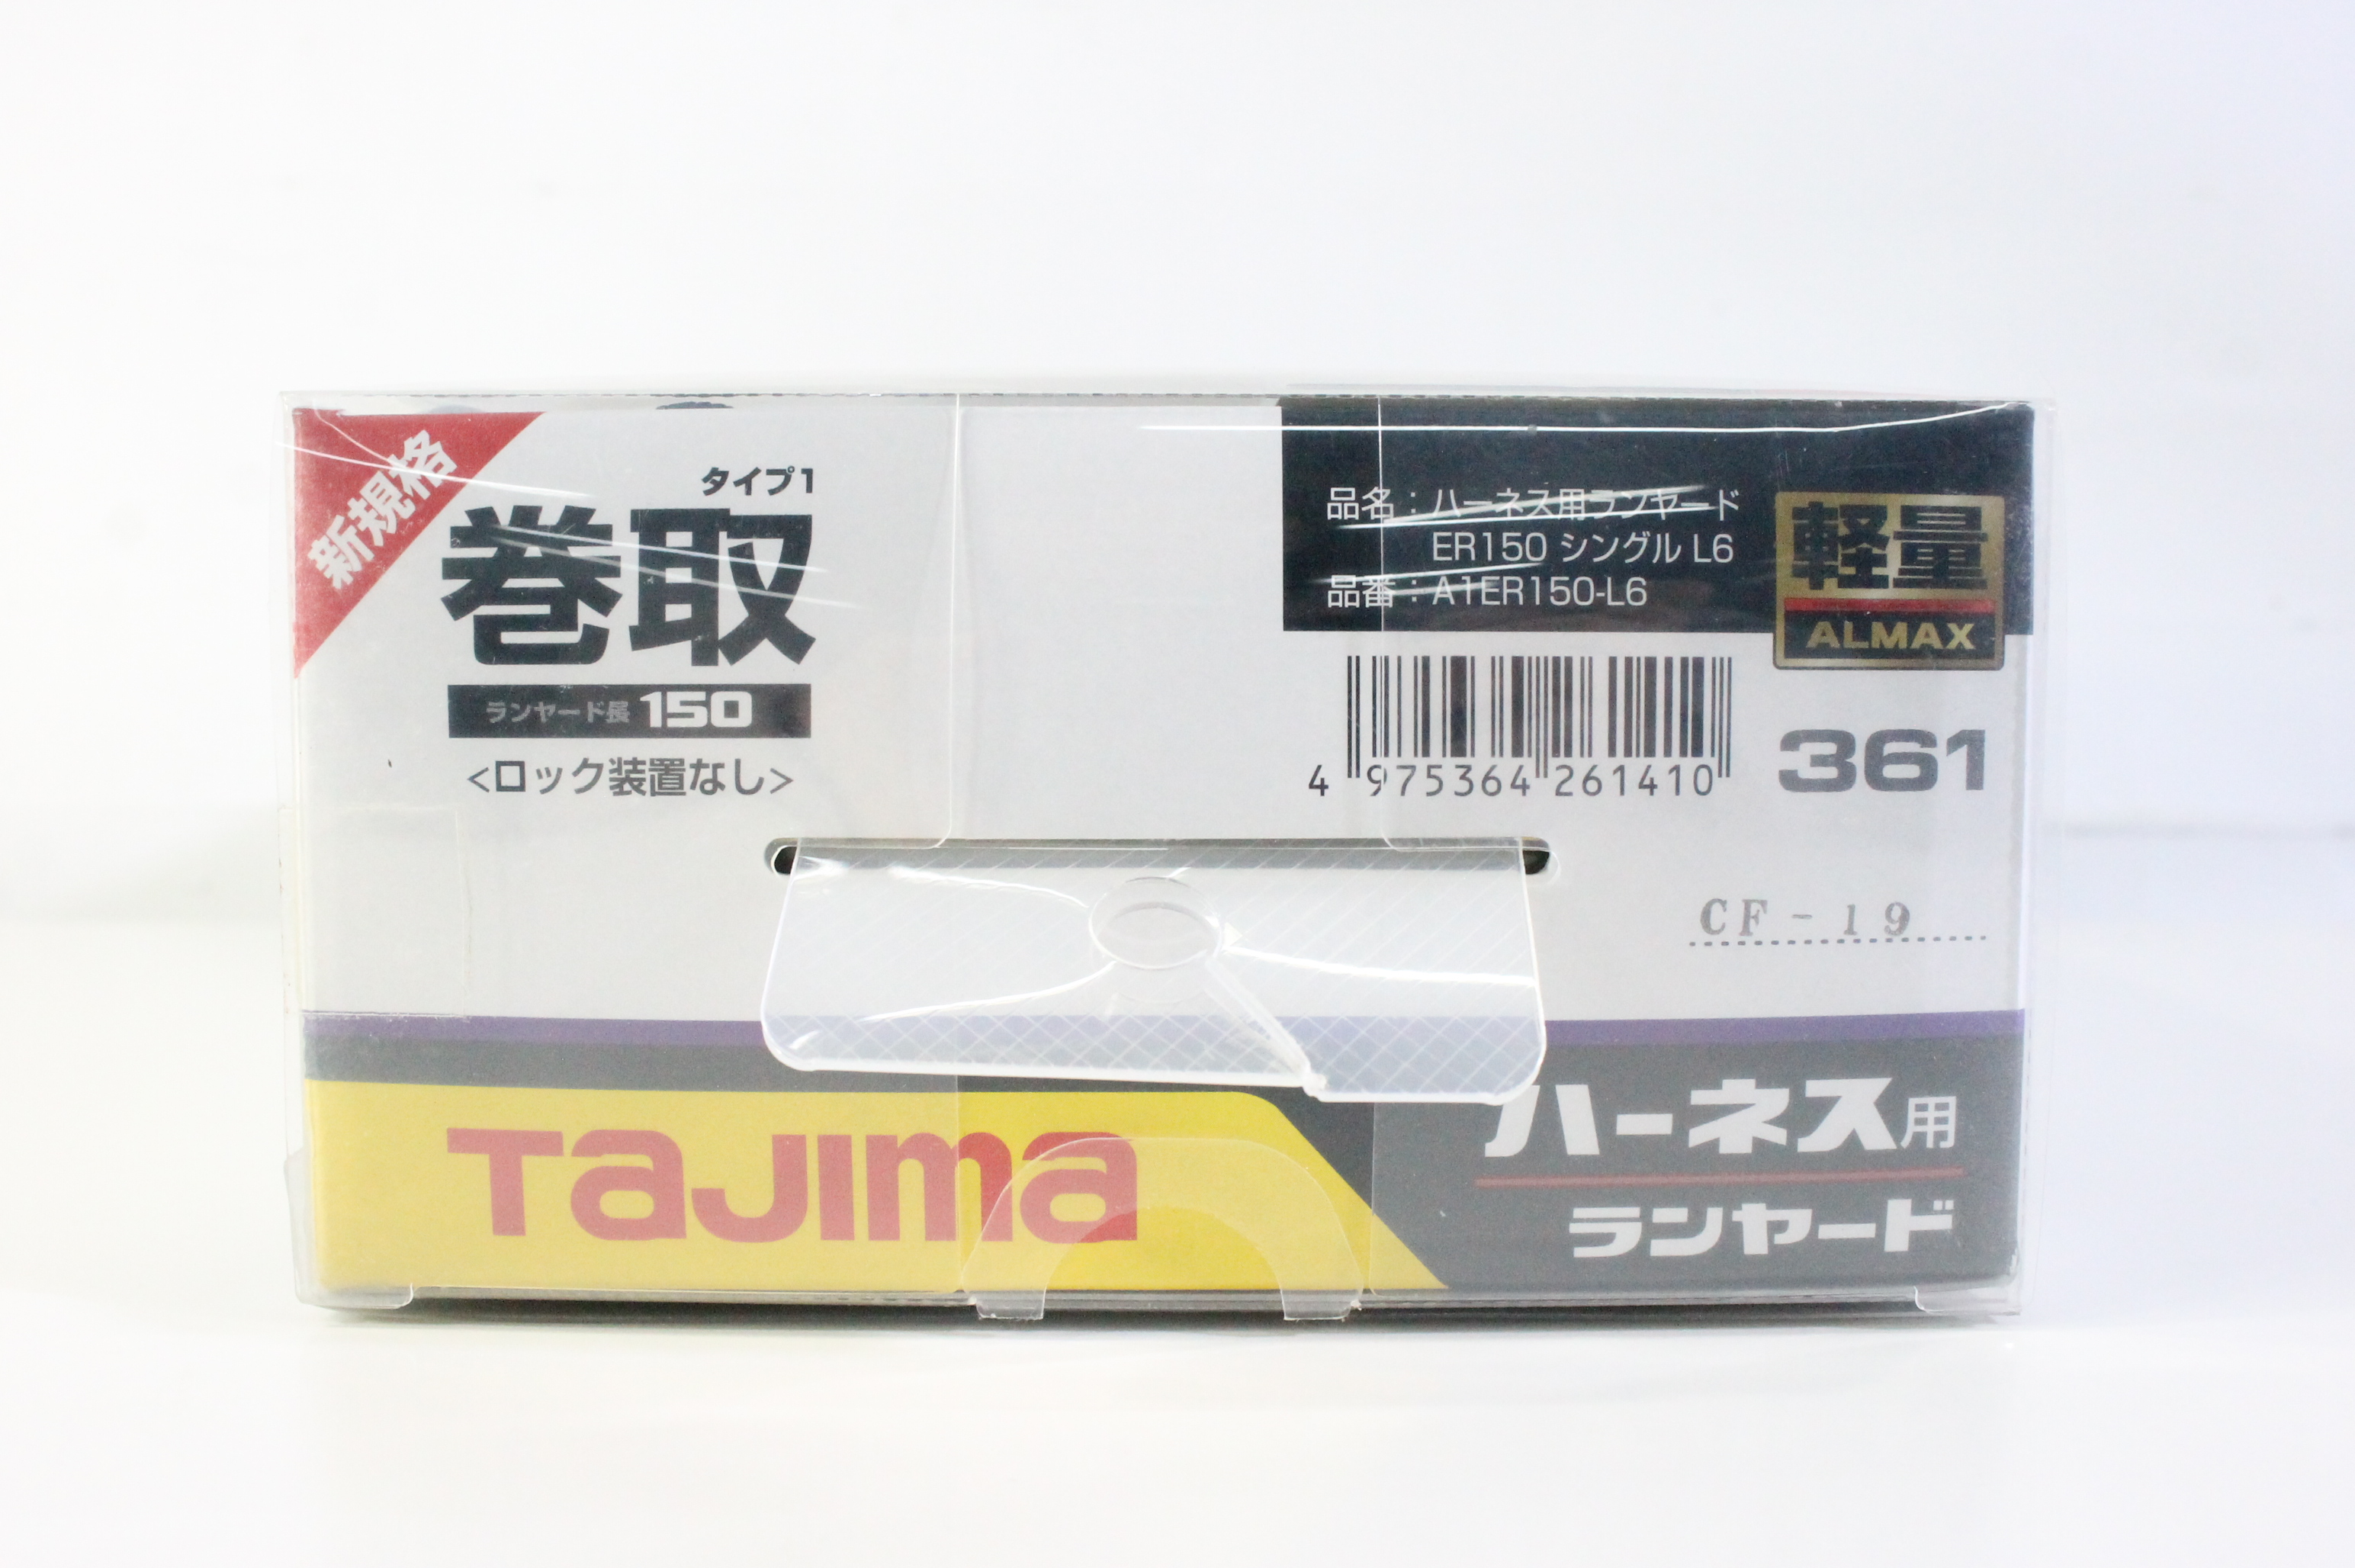 新規格
タイプ1
巻取
ランヤード長 150
<ロック装置なし>
品名：ハーネス用ランヤード
ER150 シングル L6
品番：A1ER150-L6
軽量
ALMAX
4 975364 261410
361
CF-19
TaJIma
ハーネス用
ランヤード